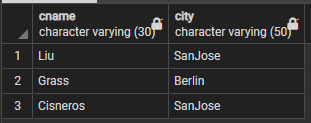 cname city
character varying (30) character varying (50)
1 Liu SanJose
2 Grass Berlin
3 Cisneros SanJose